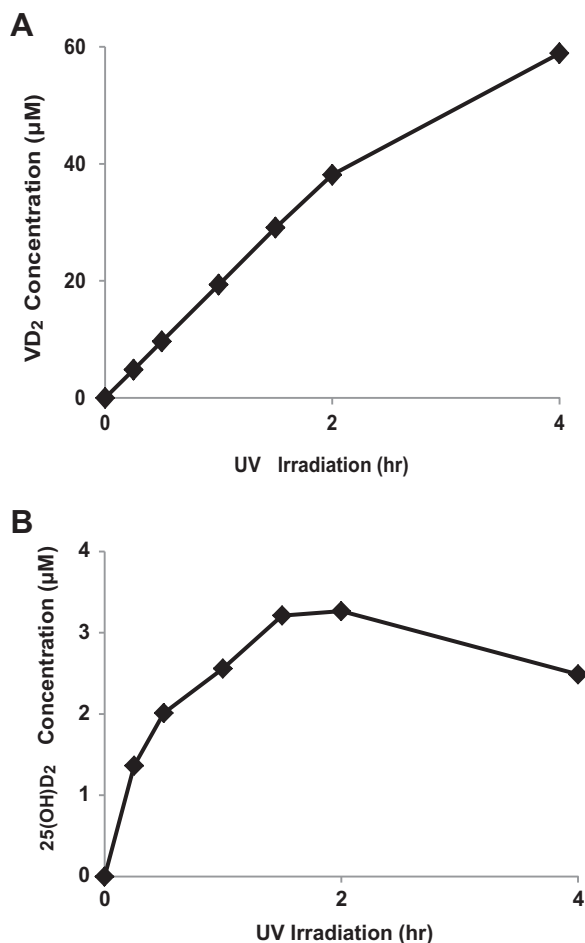 A
60
40
20
0
VD₂ Concentration (µM)
0 2 4
UV Irradiation (hr)
B
4
3
2
1
0
25(OH)D₂ Concentration (µM)
0 2 4
UV Irradiation (hr)